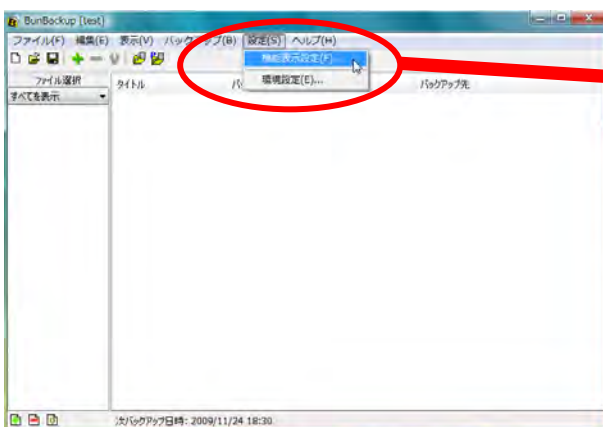 BunBackup [test]
ファイル(F) 編集(E) 表示(V) バックアップ(B) 設定(S) ヘルプ(H)
機能表示設定(F)...
環境設定(E)...
ファイル選択
すべてを表示
タイトル
バックアップ先
次バックアップ日時: 2009/11/24 18:30